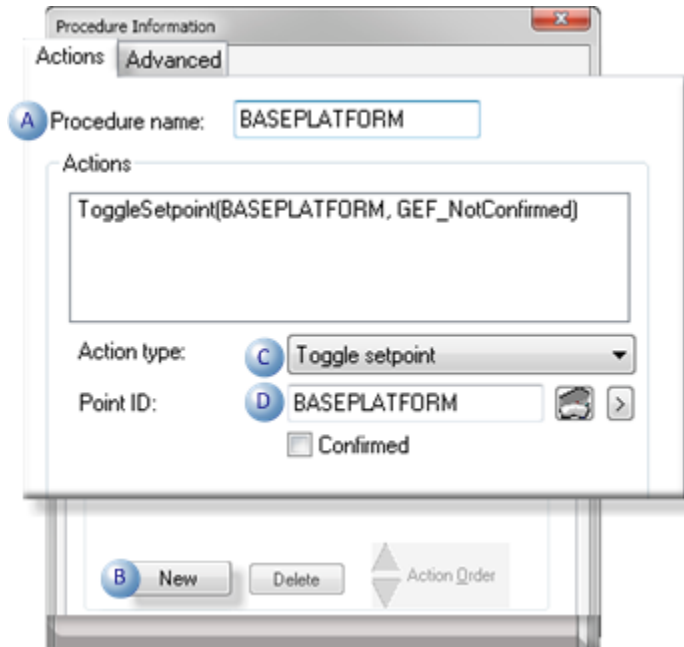 Procedure Information
Actions Advanced
A Procedure name: BASEPLATFORM
Actions
ToggleSetpoint(BASEPLATFORM, GEF_NotConfirmed)
Action type: C Toggle setpoint
Point ID: D BASEPLATFORM >
Confirmed
B New Delete Action Order